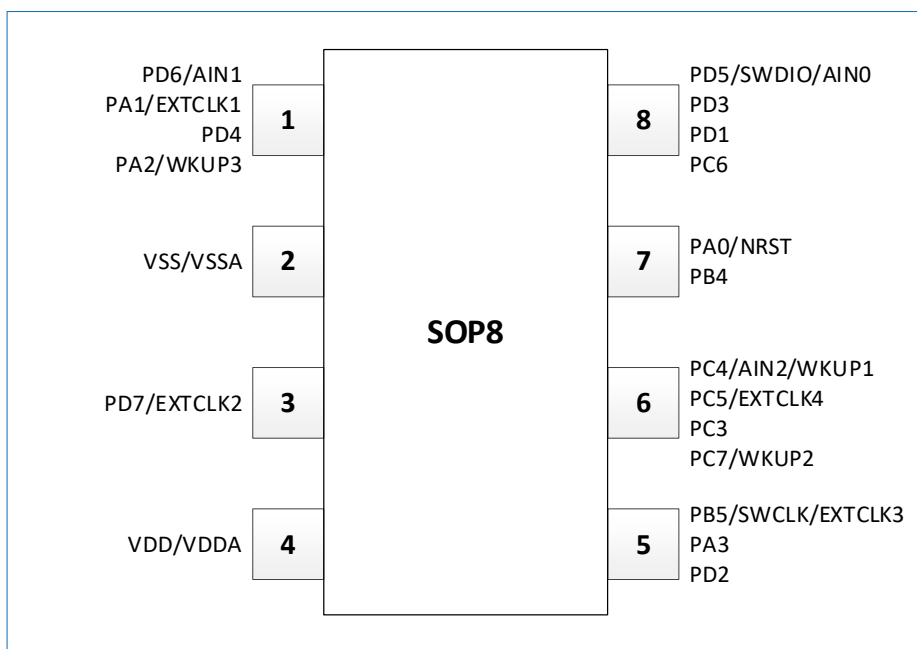 PD6/AIN1
PA1/EXTCLK1
PD4
PA2/WKUP3
1
VSS/VSSA
2
PD7/EXTCLK2
3
VDD/VDDA
4
SOP8
8
PD5/SWDIO/AIN0
PD3
PD1
PC6
7
PA0/NRST
PB4
6
PC4/AIN2/WKUP1
PC5/EXTCLK4
PC3
PC7/WKUP2
5
PB5/SWCLK/EXTCLK3
PA3
PD2